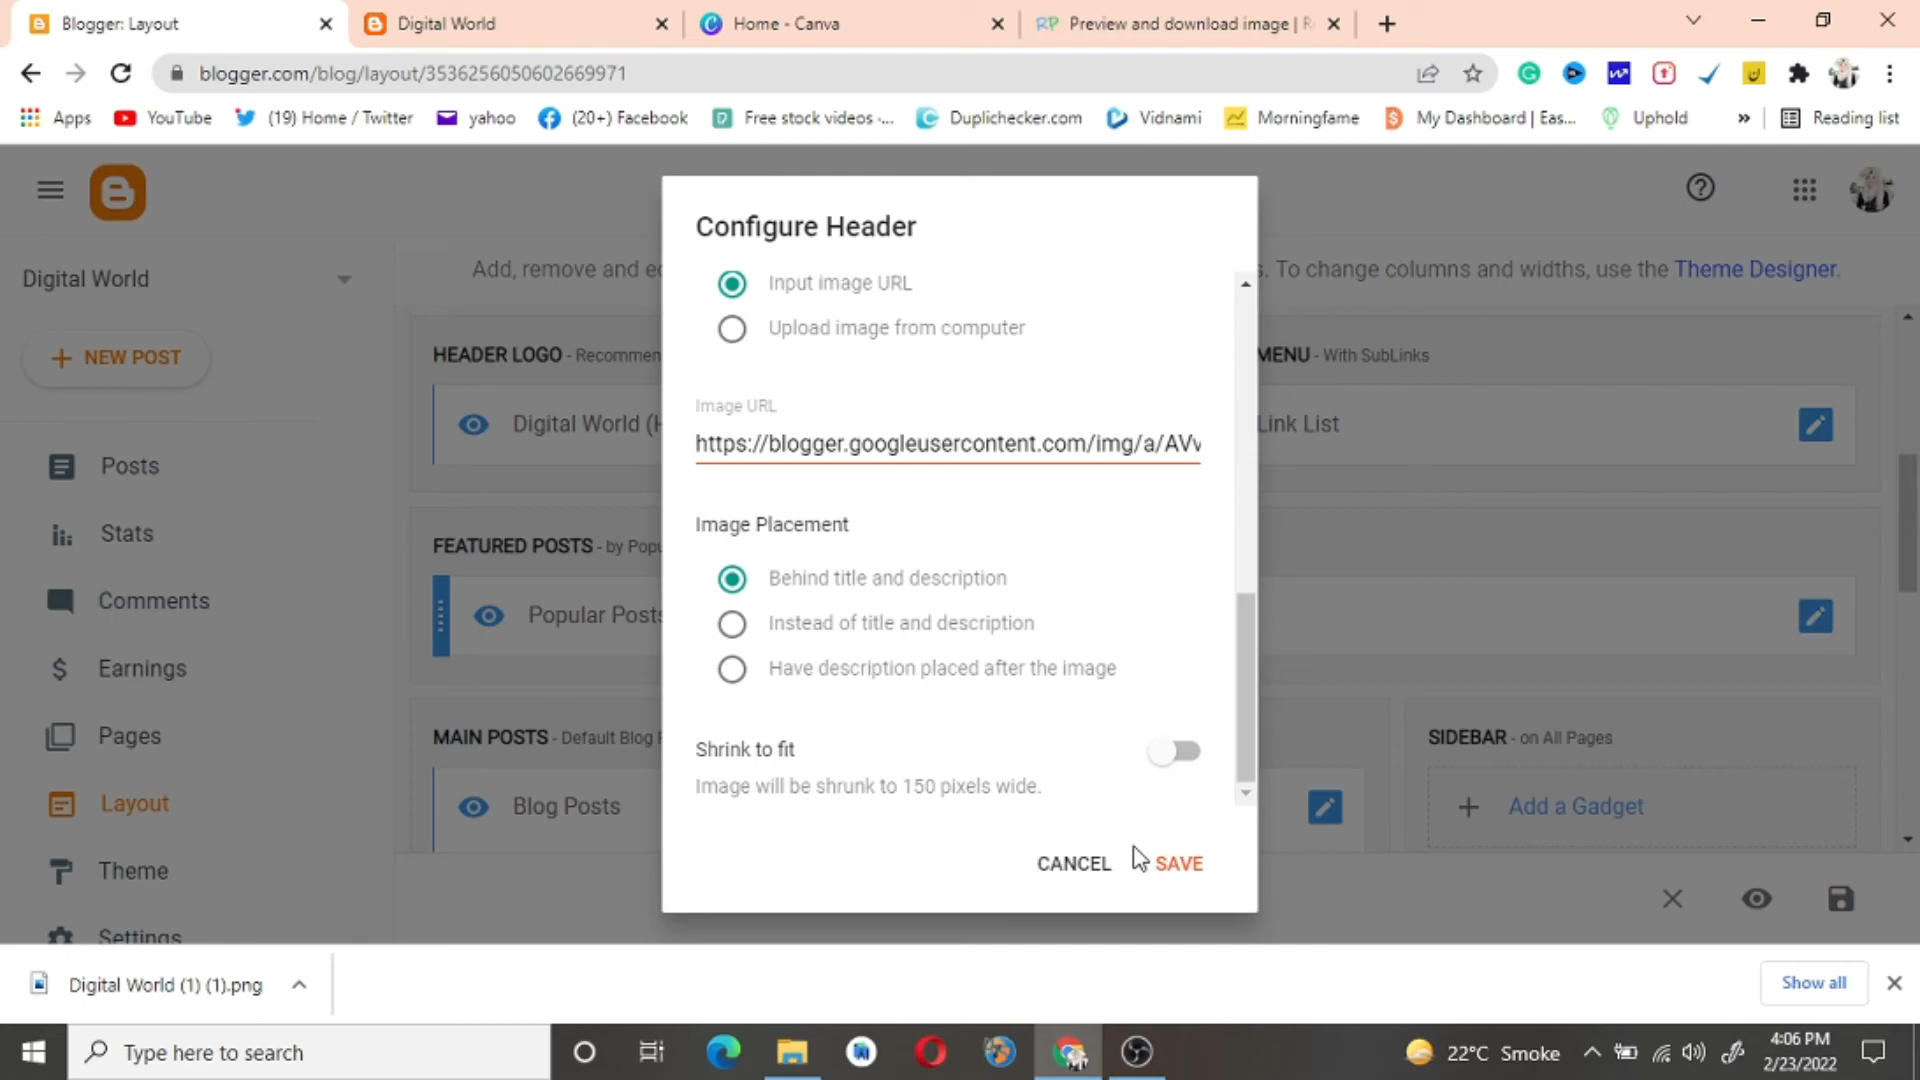 Blogger: Layout
Digital World
Home - Canva
RP Preview and download image |
blogger.com/blog/layout/3536256050602669971
Apps
YouTube
(19) Home / Twitter
yahoo
(20+) Facebook
Free stock videos -...
Duplichecker.com
Vidnami
Morningfame
My Dashboard | Eas...
Uphold
»
Reading list
Digital World
NEW POST
Posts
Stats
Comments
Earnings
Pages
Layout
Theme
Settings
Add, remove and e
s. To change columns and widths, use the Theme Designer.
HEADER LOGO - Recommen
MENU - With SubLinks
Digital World (H
Link List
FEATURED POSTS - by Popu
Popular Posts
MAIN POSTS - Default Blog P
Blog Posts
SIDEBAR - on All Pages
Add a Gadget
Configure Header
Input image URL
Upload image from computer
Image URL
https://blogger.googleusercontent.com/img/a/AVv
Image Placement
Behind title and description
Instead of title and description
Have description placed after the image
Shrink to fit
Image will be shrunk to 150 pixels wide.
CANCEL
SAVE
Digital World (1) (1).png
Show all
Type here to search
22°C Smoke
4:06 PM
2/23/2022